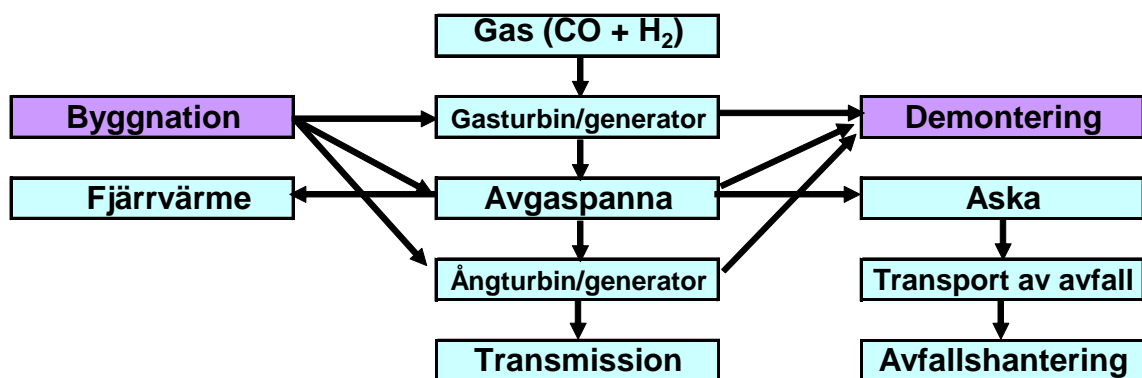 Gas (CO + H₂)
Byggnation
Gasturbin/generator
Demontering
Fjärrvärme
Avgaspanna
Aska
Ångturbin/generator
Transport av avfall
Transmission
Avfallshantering